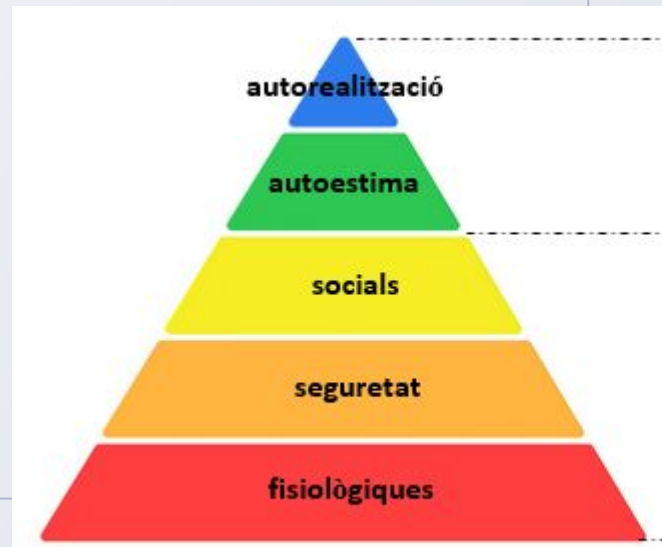 autorealització
autoestima
socials
seguretat
fisiològiques